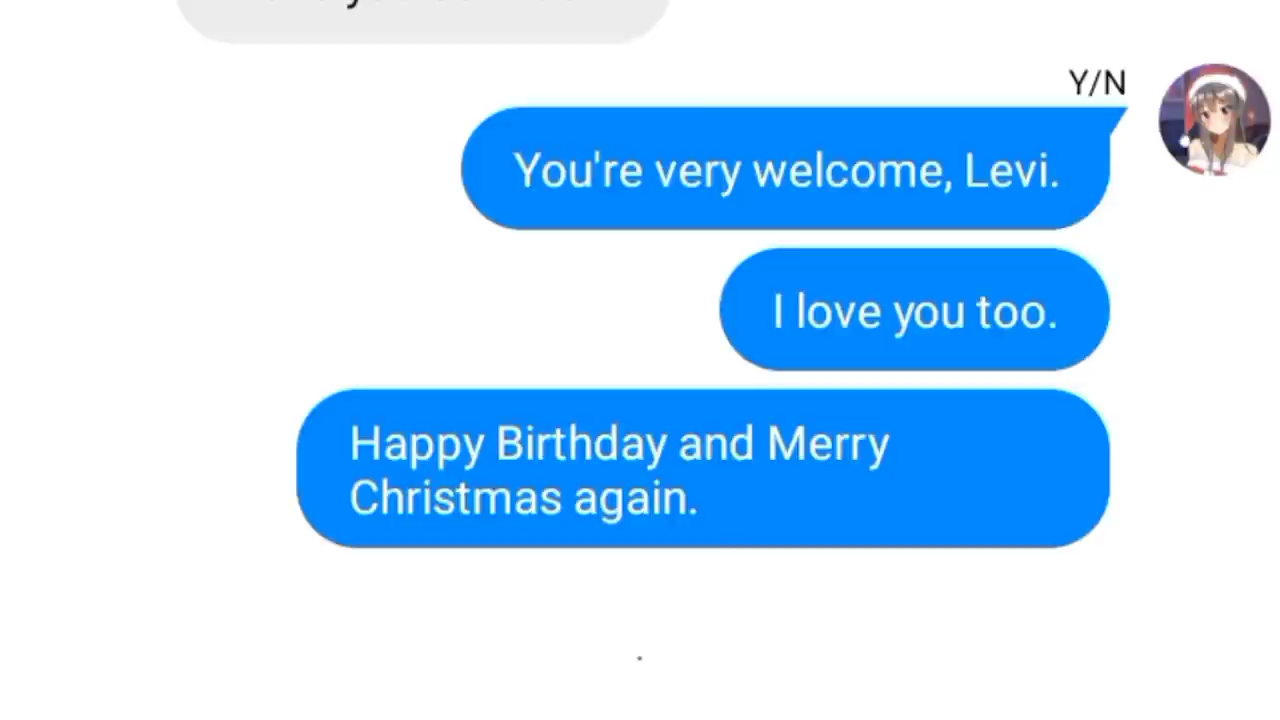 Y/N
You're very welcome, Levi.
I love you too.
Happy Birthday and Merry
Christmas again.
.